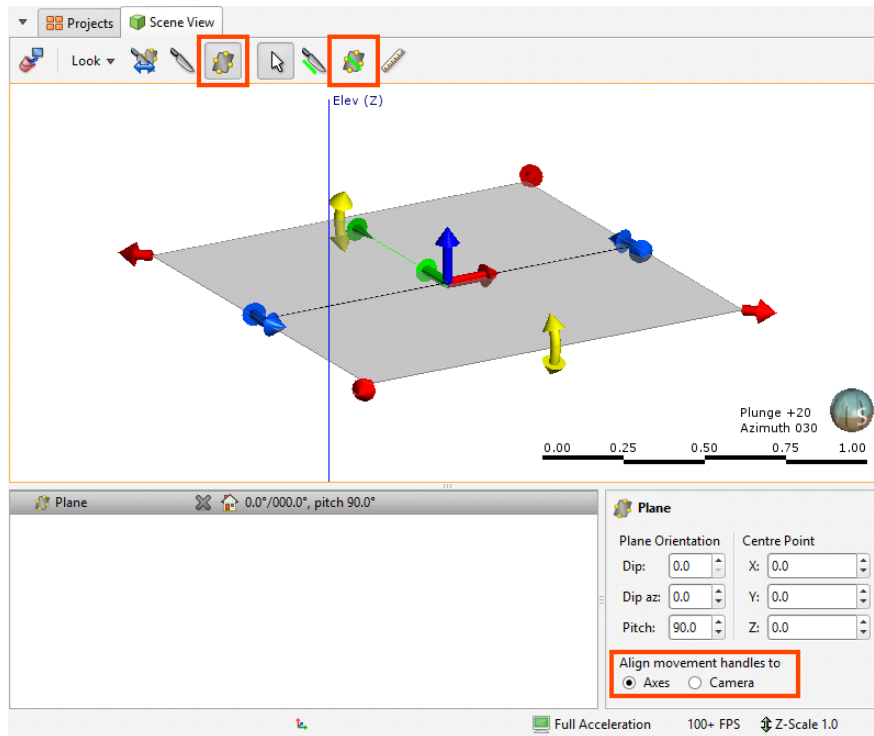 Projects
Scene View
Look
Elev (Z)
Plunge +20
Azimuth 030
S
0.00 0.25 0.50 0.75 1.00
Plane
0.0°/000.0°, pitch 90.0°
Plane
Plane Orientation
Centre Point
Dip: 0.0
X: 0.0
Dip az: 0.0
Y: 0.0
Pitch: 90.0
Z: 0.0
Align movement handles to
Axes
Camera
Full Acceleration
100+ FPS
Z-Scale 1.0